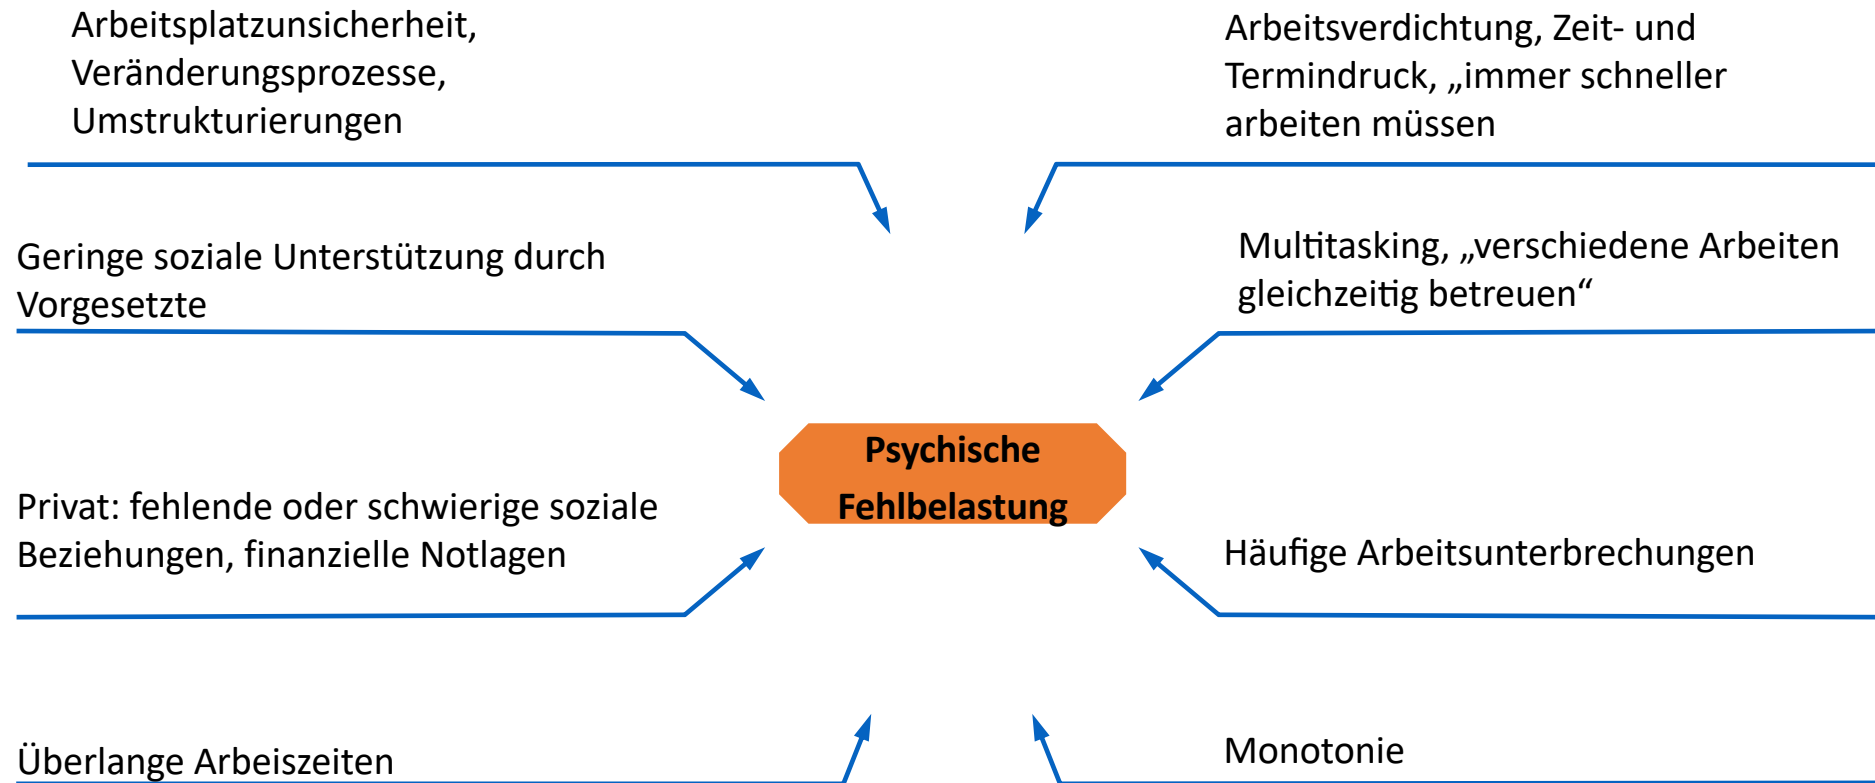 Arbeitsplatzunsicherheit,
Veränderungsprozesse,
Umstrukturierungen
Arbeitsverdichtung, Zeit- und
Termindruck, „immer schneller
arbeiten müssen
Geringe soziale Unterstützung durch
Vorgesetzte
Multitasking, „verschiedene Arbeiten
gleichzeitig betreuen“
Psychische
Fehlbelastung
Privat: fehlende oder schwierige soziale
Beziehungen, finanzielle Notlagen
Häufige Arbeitsunterbrechungen
Überlange Arbeiszeiten
Monotonie